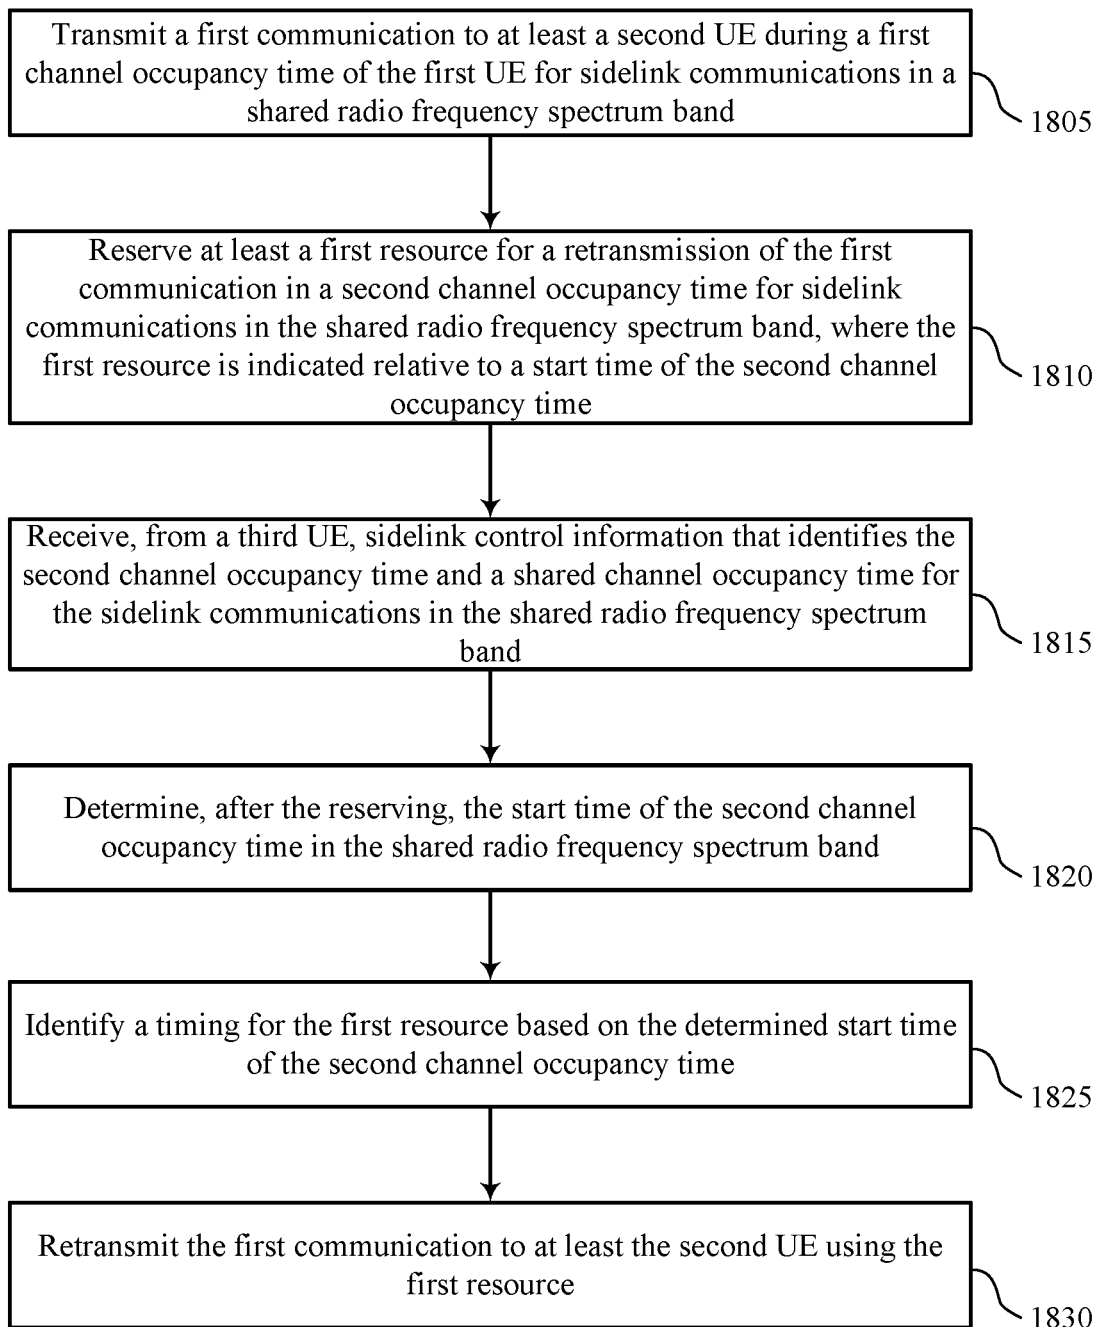 Transmit a first communication to at least a second UE during a first
channel occupancy time of the first UE for sidelink communications in a
shared radio frequency spectrum band
1805
Reserve at least a first resource for a retransmission of the first
communication in a second channel occupancy time for sidelink
communications in the shared radio frequency spectrum band, where the
first resource is indicated relative to a start time of the second channel
occupancy time
1810
Receive, from a third UE, sidelink control information that identifies the
second channel occupancy time and a shared channel occupancy time for
the sidelink communications in the shared radio frequency spectrum
band
1815
Determine, after the reserving, the start time of the second channel
occupancy time in the shared radio frequency spectrum band
1820
Identify a timing for the first resource based on the determined start time
of the second channel occupancy time
1825
Retransmit the first communication to at least the second UE using the
first resource
1830